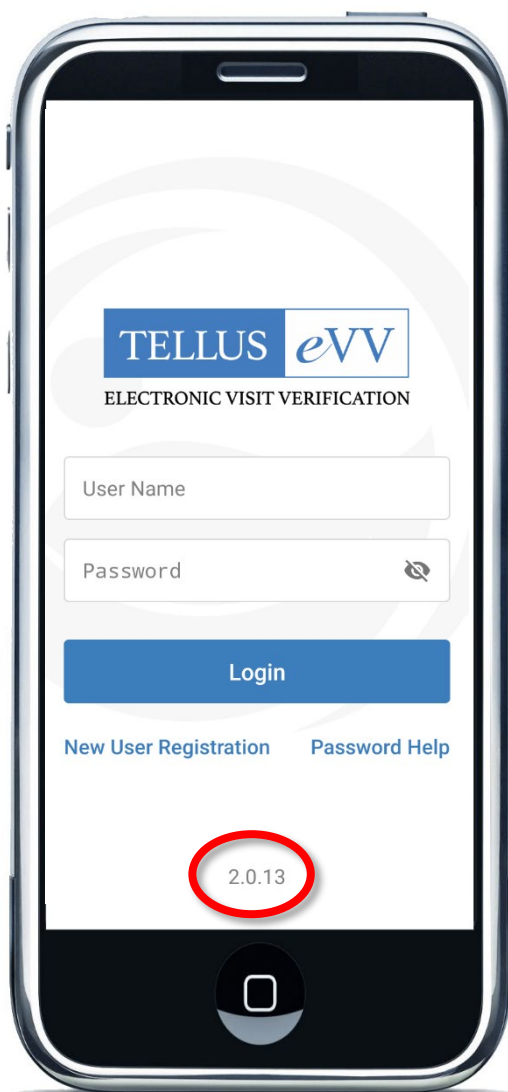 TELLUS eVV
ELECTRONIC VISIT VERIFICATION
User Name
Password
Login
New User Registration Password Help
2.0.13